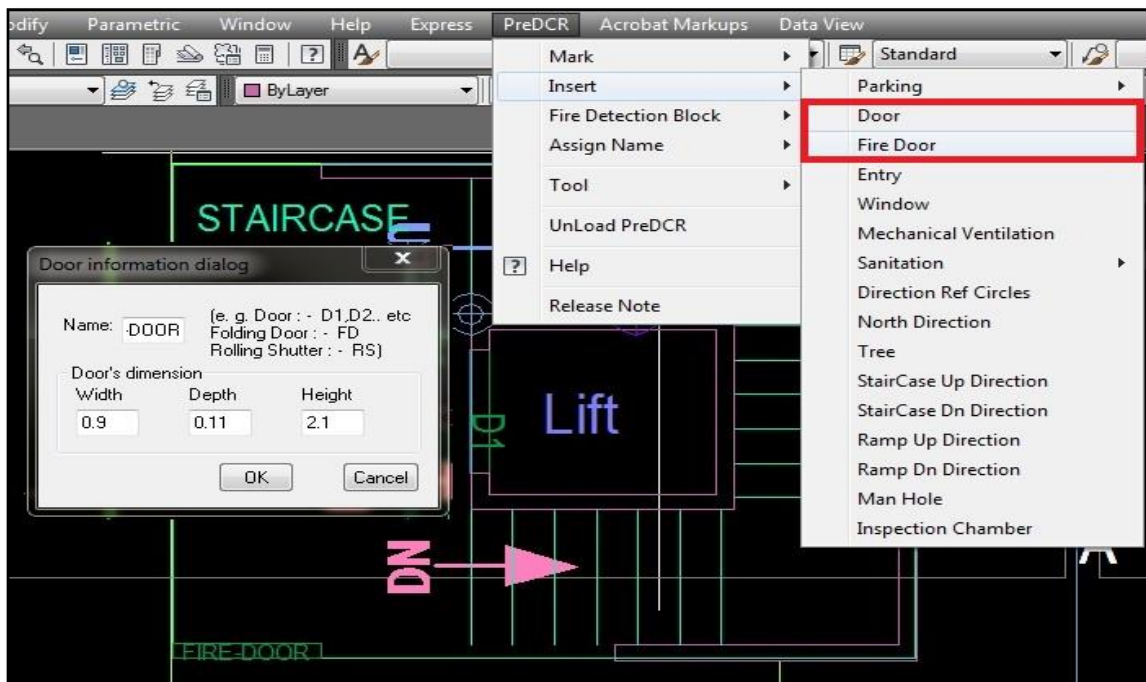 odify Parametric Window Help Express PreDCR Acrobat Markups Data View
Standard
ByLayer
Mark
Insert
Fire Detection Block
Assign Name
Tool
UnLoad PreDCR
Help
Release Note
Parking
Door
Fire Door
Entry
Window
Mechanical Ventilation
Sanitation
Direction Ref Circles
North Direction
Tree
StairCase Up Direction
StairCase Dn Direction
Ramp Up Direction
Ramp Dn Direction
Man Hole
Inspection Chamber
STAIRCASE
Door information dialog
Name: -DOOR
(e. g. Door : - D1,D2.. etc
Folding Door : - FD
Rolling Shutter : - RS)
Door's dimension
Width Depth Height
0.9 0.11 2.1
OK Cancel
D1
Lift
DN
FIRE-DOOR
A